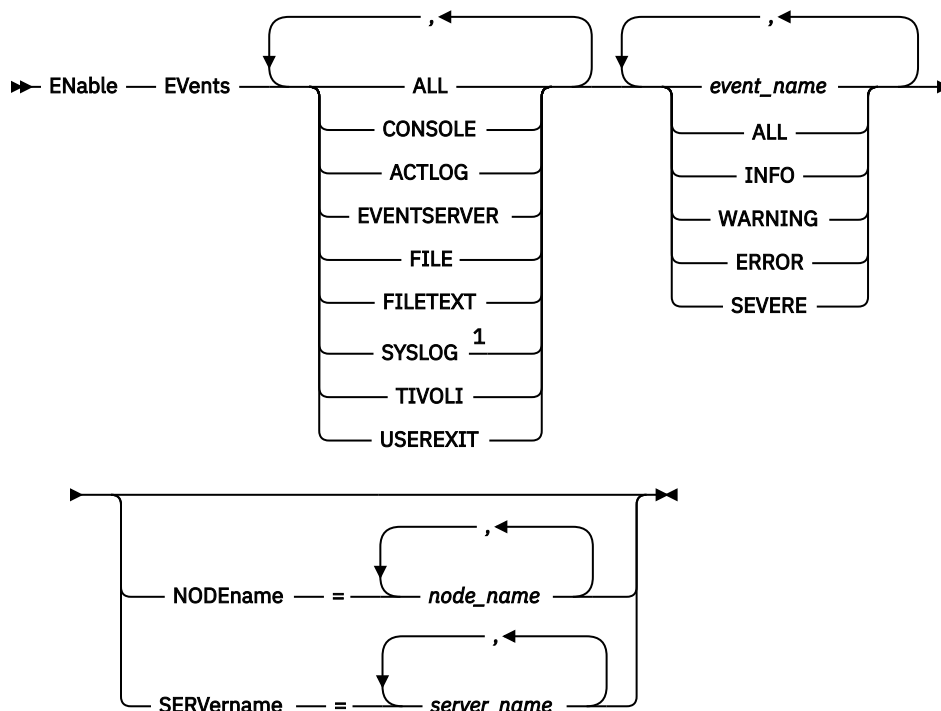 ,
,
ENable EVents ALL event_name
CONSOLE ALL
ACTLOG INFO
EVENTSERVER WARNING
FILE ERROR
FILETEXT SEVERE
SYSLOG 1
TIVOLI
USEREXIT
,
NODEname = node_name
,
SERVername = server_name